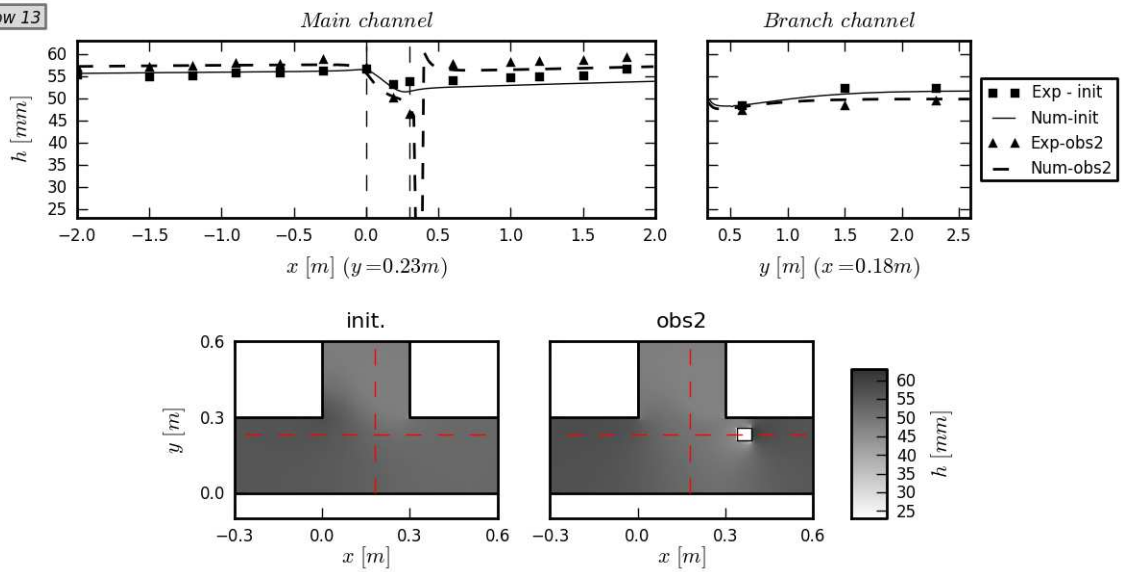 13
Main channel
Branch channel
60
55
50
45
40
35
30
25
h [mm]
−2.0 −1.5 −1.0 −0.5 0.0 0.5 1.0 1.5 2.0
x [m] (y=0.23m)
0.5 1.0 1.5 2.0 2.5
y [m] (x=0.18m)
Exp - init
Num-init
Exp-obs2
Num-obs2
init.
obs2
0.6
0.3
0.0
y [m]
−0.3 0.0 0.3 0.6
x [m]
−0.3 0.0 0.3 0.6
x [m]
60
55
50
45
40
35
30
25
h [mm]